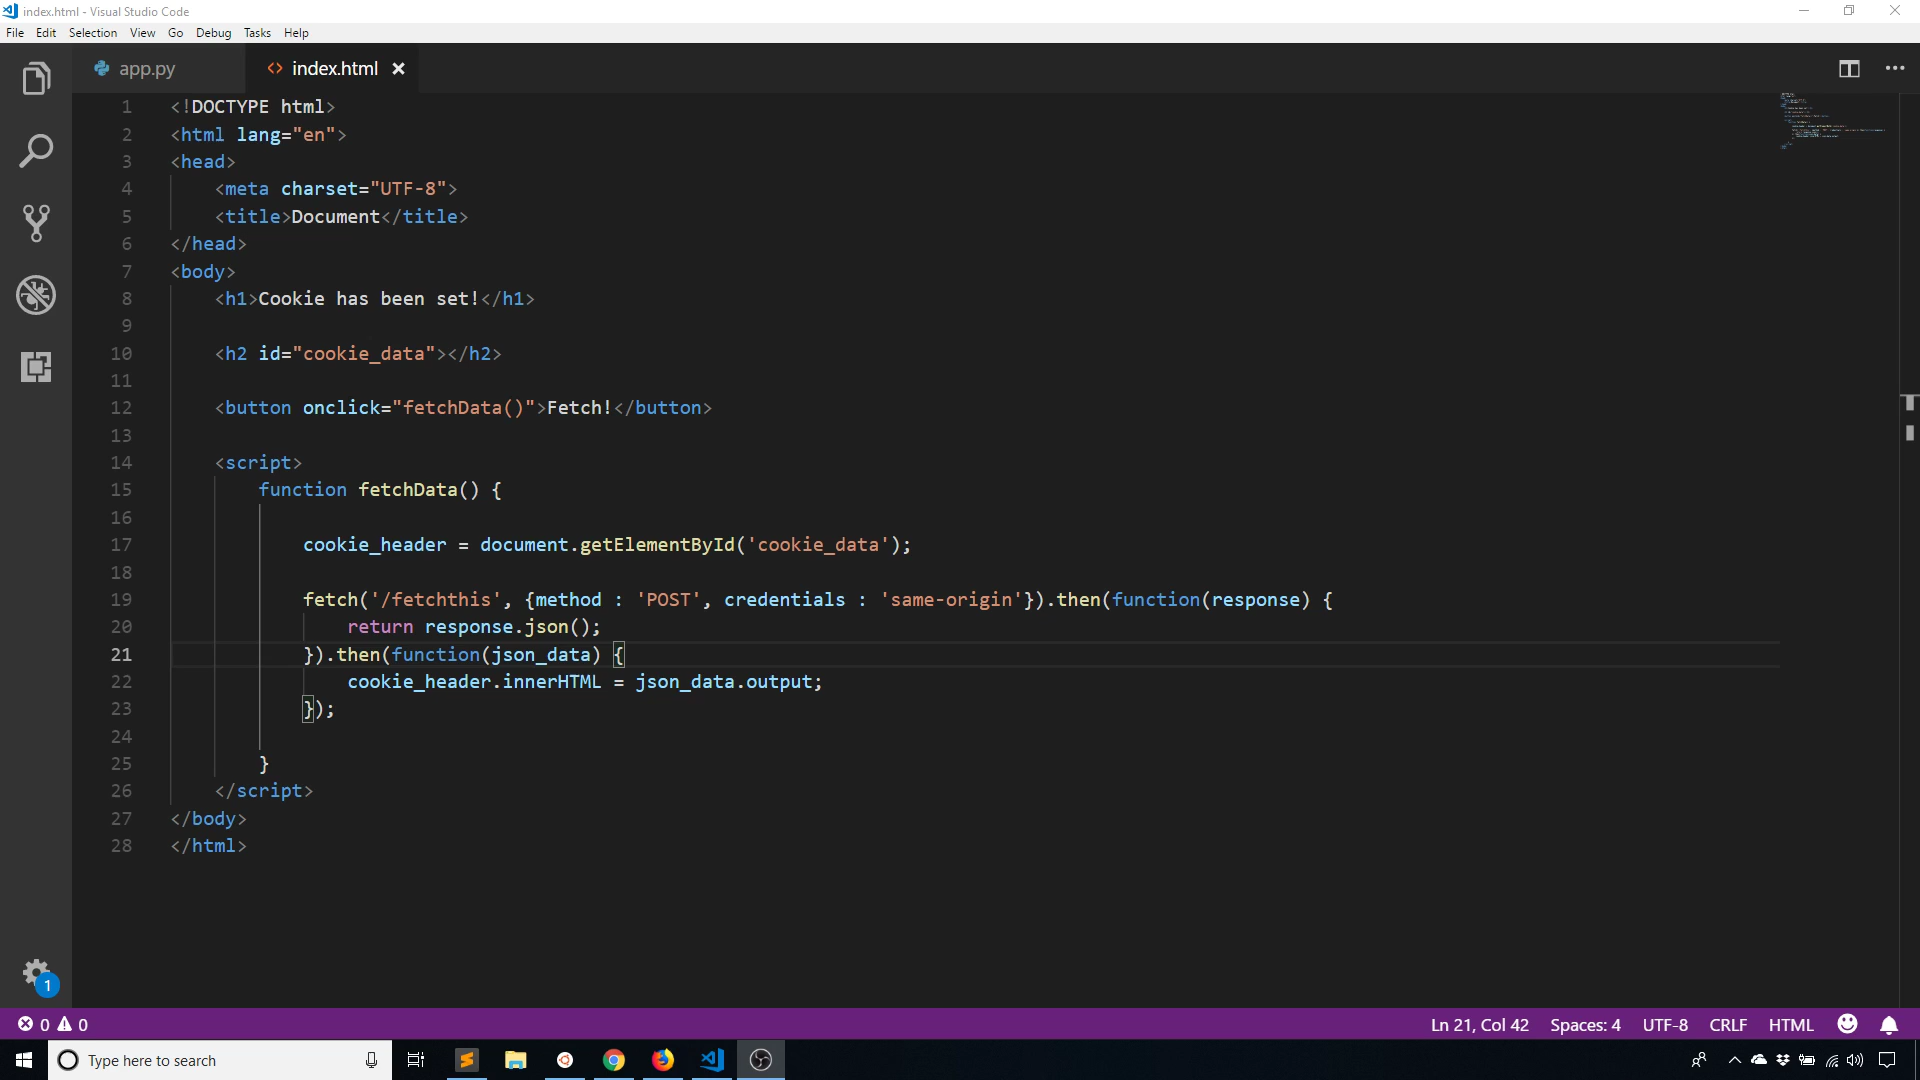 index.html - Visual Studio Code
File Edit Selection View Go Debug Tasks Help
app.py index.html
1 <!DOCTYPE html>
2 <html lang="en">
3 <head>
4 <meta charset="UTF-8">
5 <title>Document</title>
6 </head>
7 <body>
8 <h1>Cookie has been set!</h1>
9
10 <h2 id="cookie_data"></h2>
11
12 <button onclick="fetchData()">Fetch!</button>
13
14 <script>
15 function fetchData() {
16
17 cookie_header = document.getElementById('cookie_data');
18
19 fetch('/fetchthis', {method : 'POST', credentials : 'same-origin'}).then(function(response) {
20 return response.json();
21 }).then(function(json_data) {
22 cookie_header.innerHTML = json_data.output;
23 });
24
25 }
26 </script>
27 </body>
28 </html>
1
0 0 Ln 21, Col 42 Spaces: 4 UTF-8 CRLF HTML
Type here to search